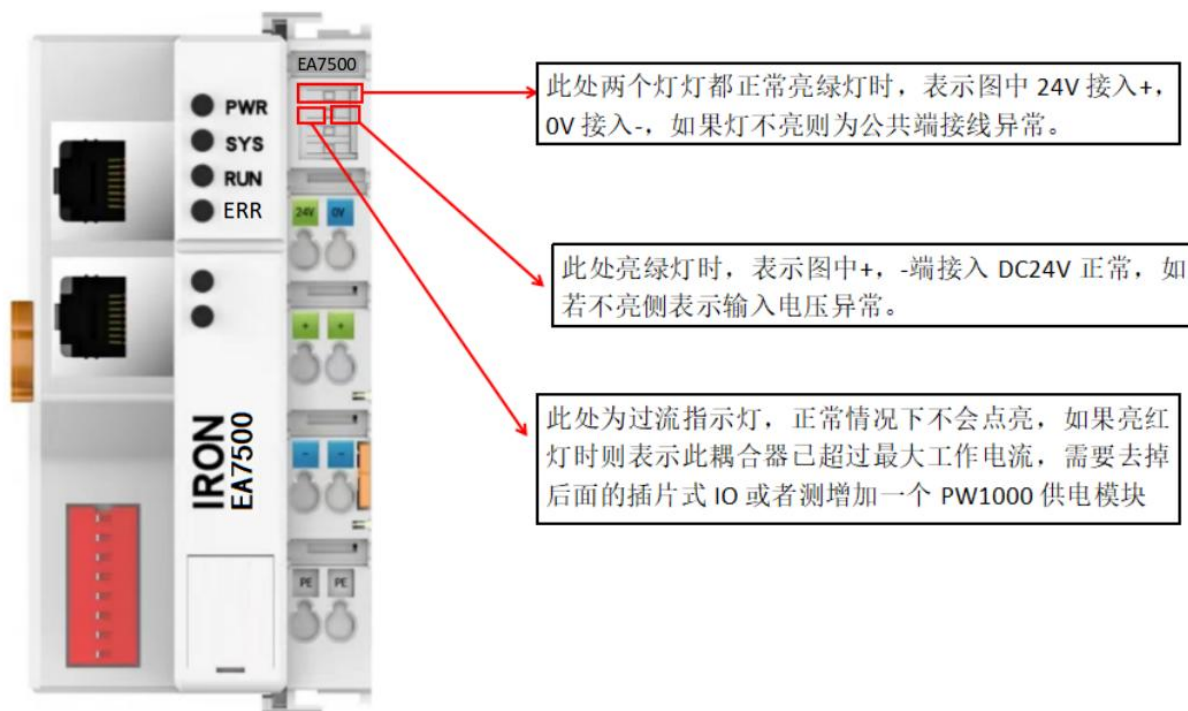 EA7500
PWR
SYS
RUN
ERR
24V
0V
+
+
-
-
PE
PE
IRON
EA7500
此处两个灯灯都正常亮绿灯时，表示图中 24V 接入+，
0V 接入-，如果灯不亮则为公共端接线异常。
此处亮绿灯时，表示图中+，-端接入 DC24V 正常，如
若不亮侧表示输入电压异常。
此处为过流指示灯，正常情况下不会点亮，如果亮红
灯时则表示此耦合器已超过最大工作电流，需要去掉
后面的插片式 IO 或者测增加一个 PW1000 供电模块